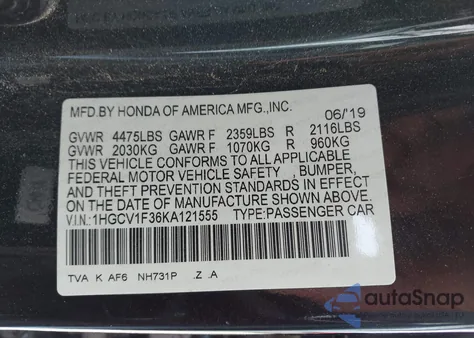 MFD.BY HONDA OF AMERICA MFG.,INC.
06/'19
GVWR 4475LBS GAWR F 2359LBS R 2116LBS
GVWR 2030KG GAWR F 1070KG R 960KG
THIS VEHICLE CONFORMS TO ALL APPLICABLE
FEDERAL MOTOR VEHICLE SAFETY , BUMPER,
AND THEFT PREVENTION STANDARDS IN EFFECT
ON THE DATE OF MANUFACTURE SHOWN ABOVE.
V.I.N.:1HGCV1F36KA121555 TYPE:PASSENGER CAR
TVA K AF6 NH731P .Z .A
autoSnap